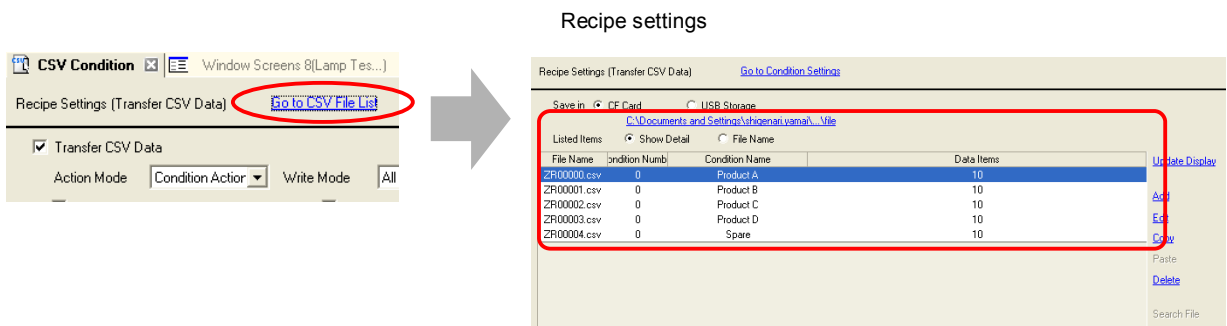 Recipe settings
CSV Condition
Window Screens 8(Lamp Tes...)
Recipe Settings (Transfer CSV Data) Go to CSV File List
Transfer CSV Data
Action Mode Condition Action Write Mode All
Recipe Settings (Transfer CSV Data) Go to Condition Settings
Save in CF Card USB Storage
C:\Documents and Settings\shigenari.yamai\...\file
Listed Items Show Detail File Name
File Name ondition Numb Condition Name Data Items
ZR00000.csv 0 Product A 10
ZR00001.csv 0 Product B 10
ZR00002.csv 0 Product C 10
ZR00003.csv 0 Product D 10
ZR00004.csv 0 Spare 10
Update Display
Add
Edit
Copy
Paste
Delete
Search File